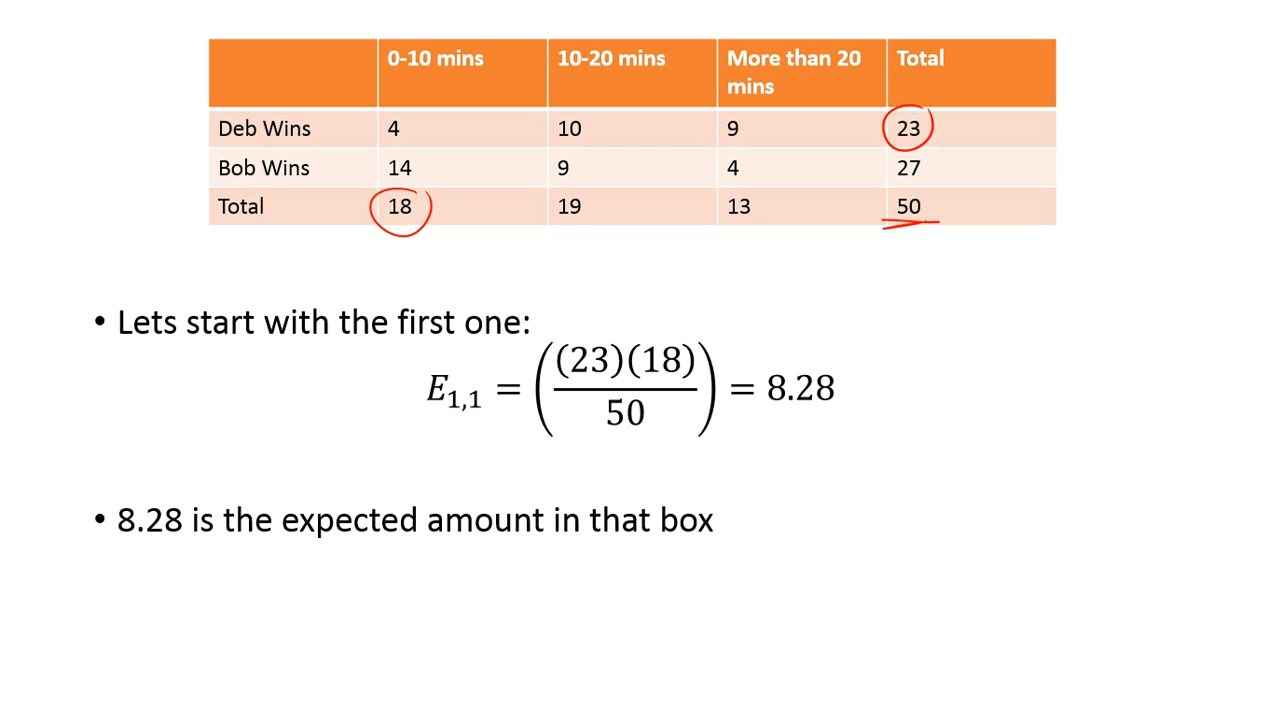 0-10 mins 10-20 mins More than 20 mins Total
Deb Wins 4 10 9 23
Bob Wins 14 9 4 27
Total 18 19 13 50
• Lets start with the first one:
E₁,₁ = ((23)(18)/50) = 8.28
• 8.28 is the expected amount in that box